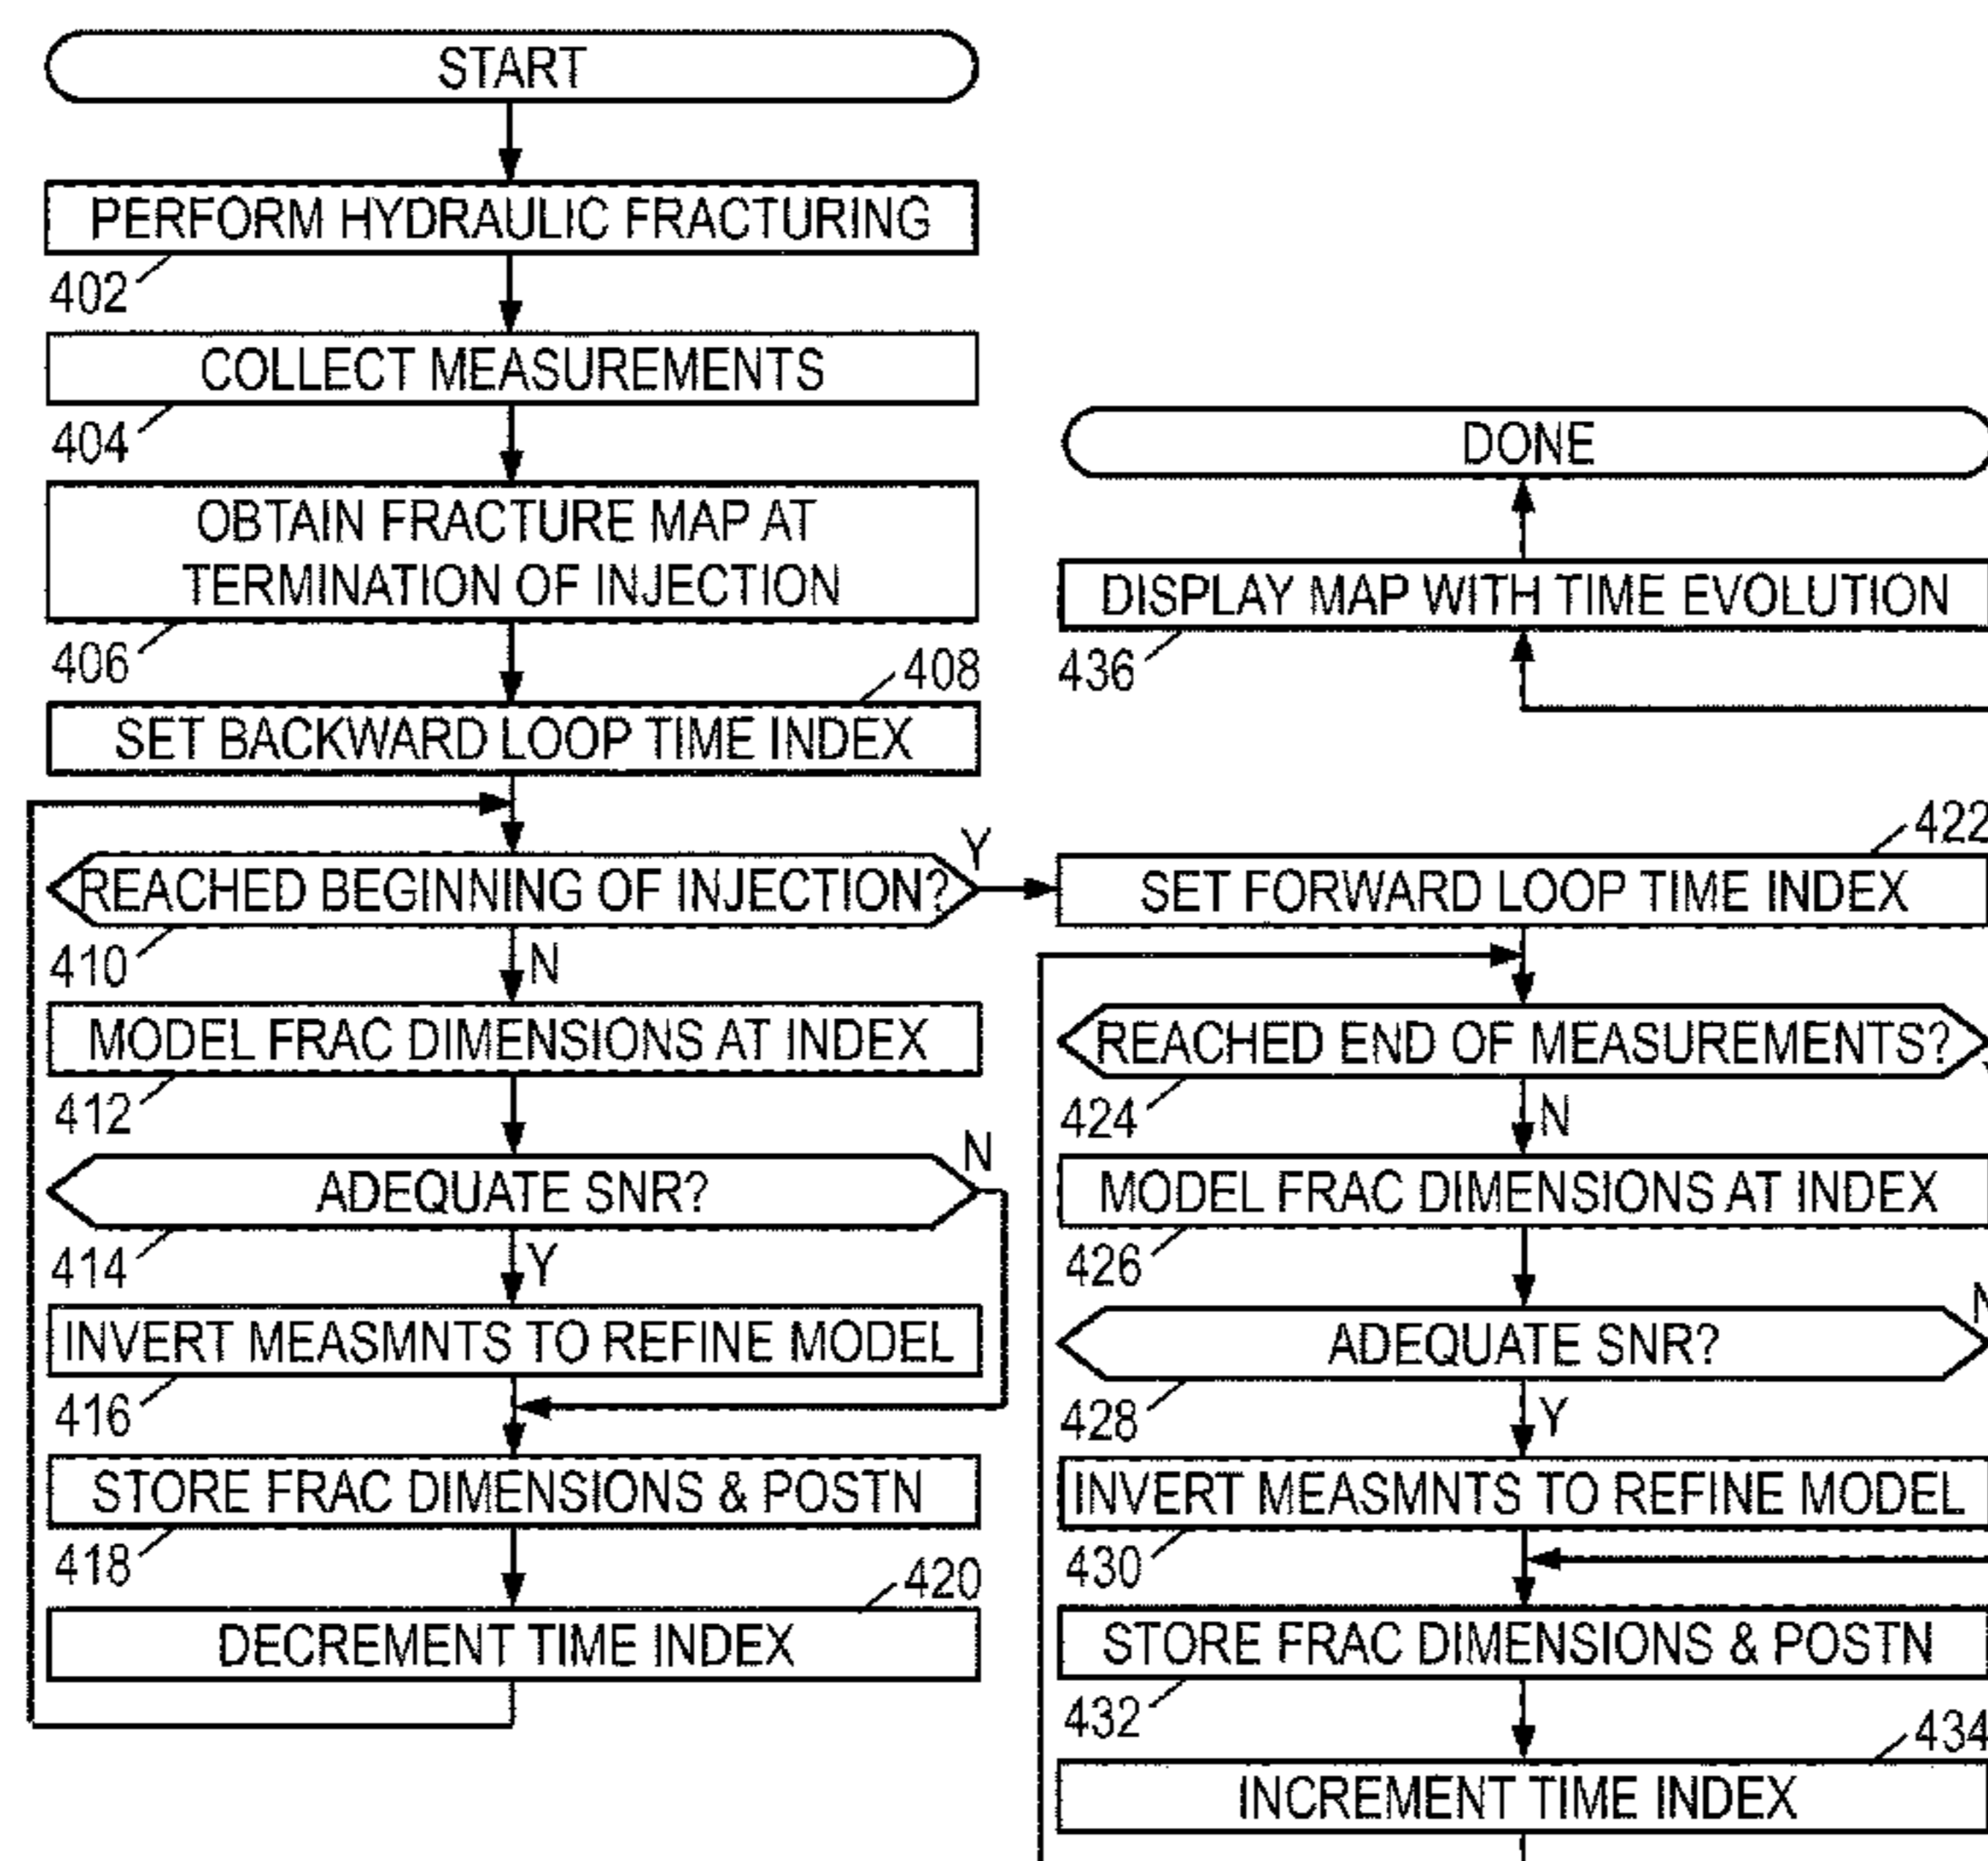 START
PERFORM HYDRAULIC FRACTURING
402
COLLECT MEASUREMENTS
404
OBTAIN FRACTURE MAP AT
TERMINATION OF INJECTION
406
408
SET BACKWARD LOOP TIME INDEX
REACHED BEGINNING OF INJECTION?
Y
410
N
MODEL FRAC DIMENSIONS AT INDEX
412
ADEQUATE SNR?
N
414
Y
INVERT MEASMNTS TO REFINE MODEL
416
STORE FRAC DIMENSIONS & POSTN
418
420
DECREMENT TIME INDEX
DONE
DISPLAY MAP WITH TIME EVOLUTION
436
422
SET FORWARD LOOP TIME INDEX
REACHED END OF MEASUREMENTS?
424
N
MODEL FRAC DIMENSIONS AT INDEX
426
ADEQUATE SNR?
N
428
Y
INVERT MEASMNTS TO REFINE MODEL
430
STORE FRAC DIMENSIONS & POSTN
432
434
INCREMENT TIME INDEX